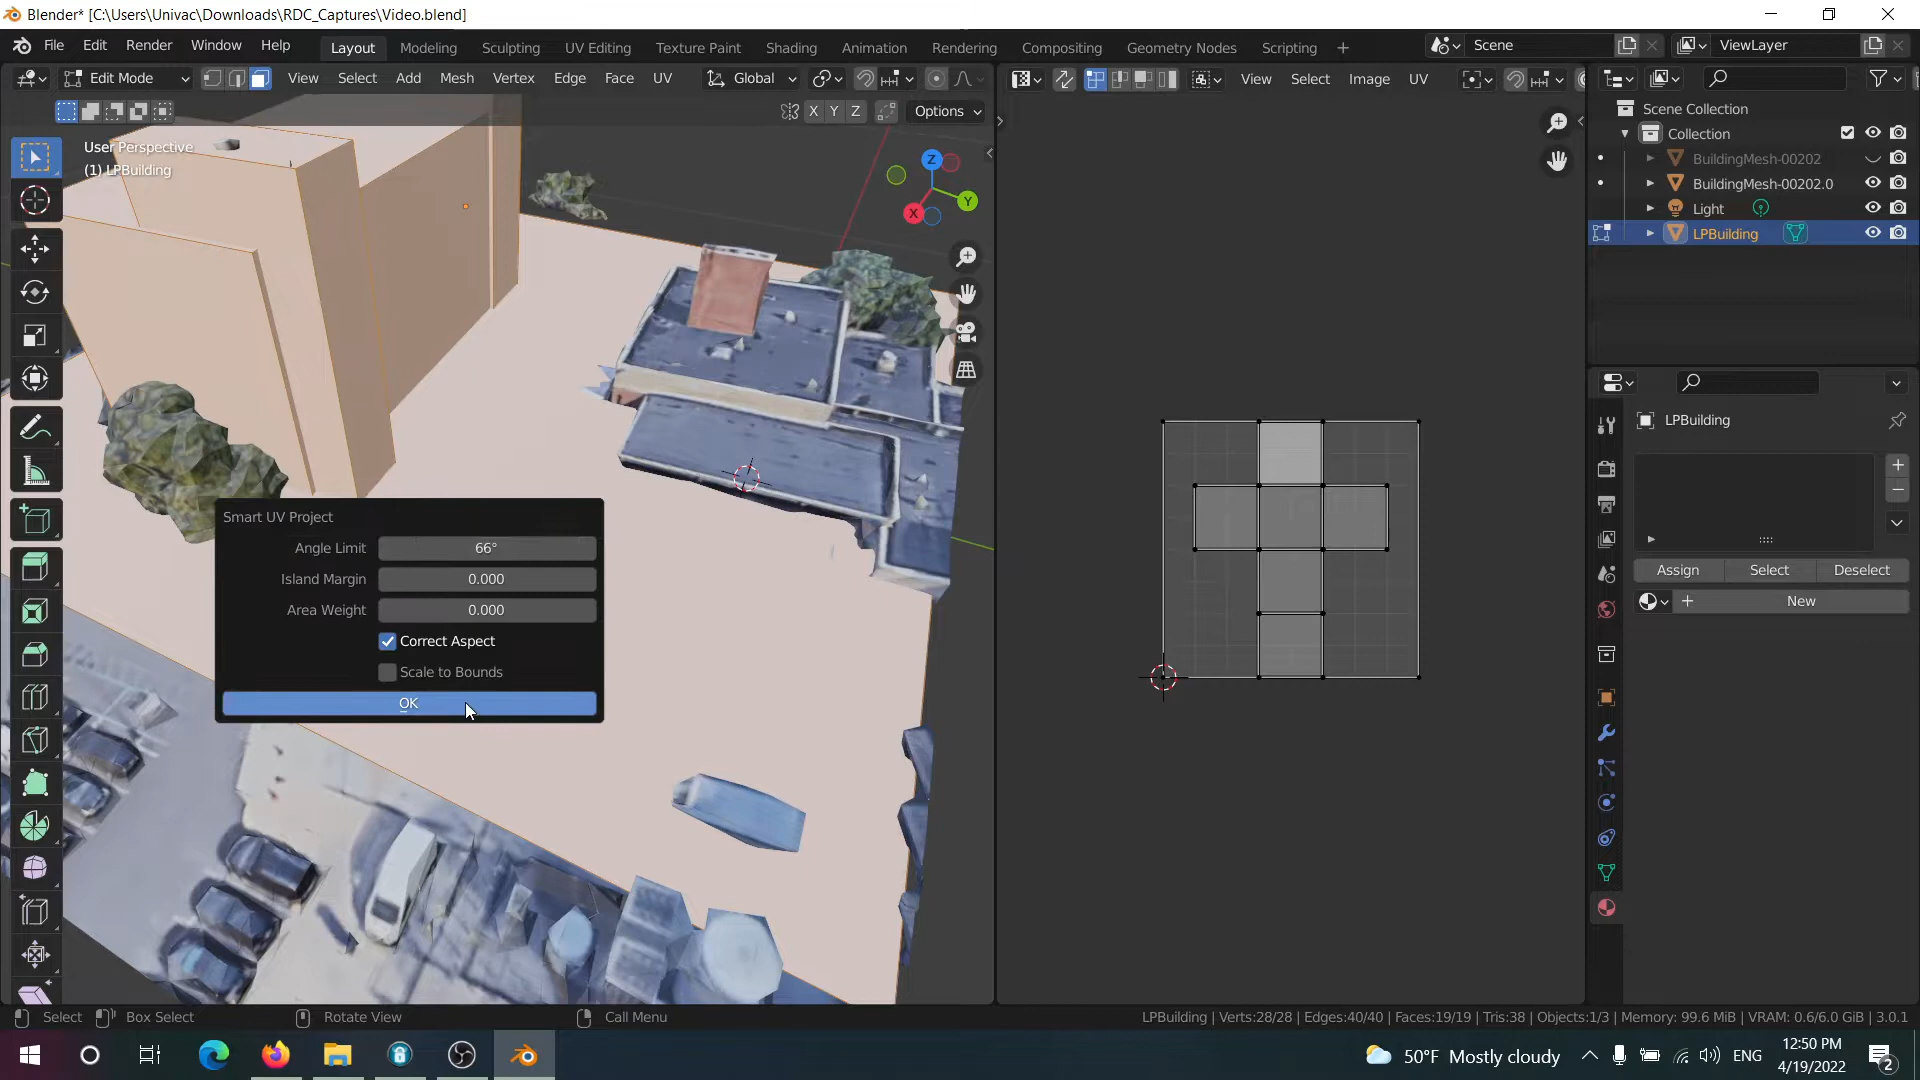 Blender* [C:\Users\Univac\Downloads\RDC_Captures\Video.blend]
File Edit Render Window Help Layout Modeling Sculpting UV Editing Texture Paint Shading Animation Rendering Compositing Geometry Nodes Scripting + Scene ViewLayer
Edit Mode View Select Add Mesh Vertex Edge Face UV Global View Select Image UV
X Y Z Options
Scene Collection
Collection
BuildingMesh-00202
BuildingMesh-00202.0
Light
LPBuilding
User Perspective
(1) LPBuilding
Z
Y
X
LPBuilding
Assign Select Deselect
New
Smart UV Project
Angle Limit 66°
Island Margin 0.000
Area Weight 0.000
Correct Aspect
Scale to Bounds
OK
Select Box Select Rotate View Call Menu LPBuilding | Verts:28/28 | Edges:40/40 | Faces:19/19 | Tris:38 | Objects:1/3 | Memory: 99.6 MiB | VRAM: 0.6/6.0 GiB | 3.0.1
50°F Mostly cloudy ENG 12:50 PM
4/19/2022 2